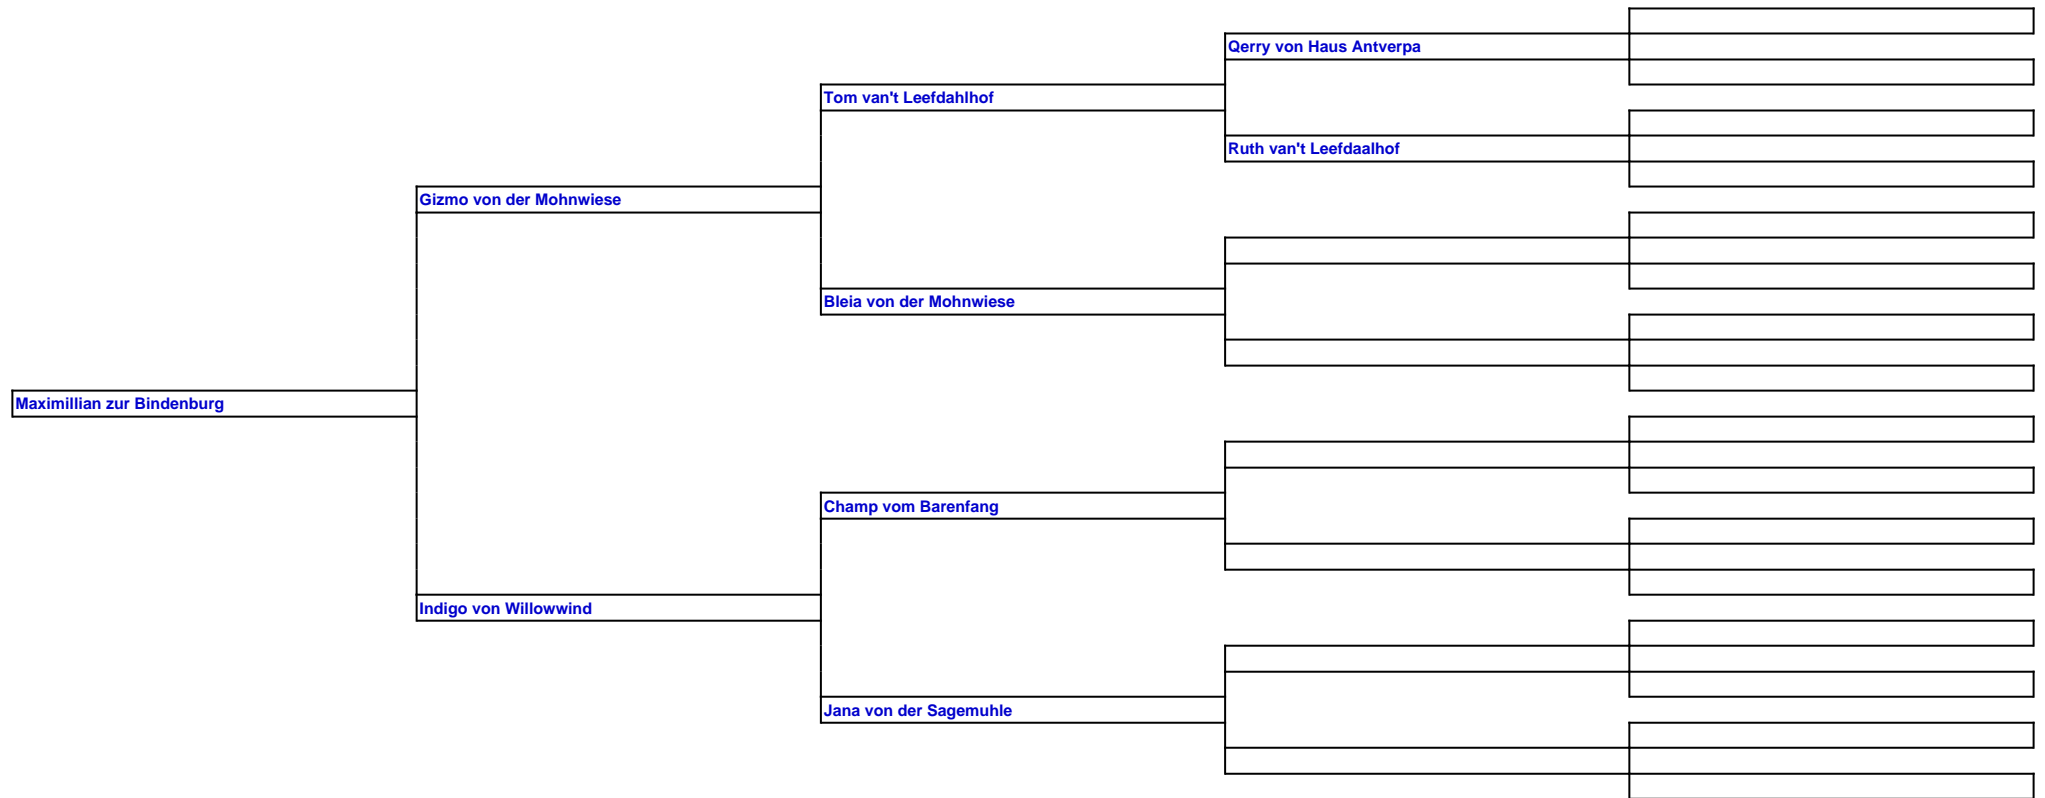 Qerry von Haus Antverpa
Tom van't Leefdahlhof
Ruth van't Leefdaalhof
Gizmo von der Mohnwiese
Bleia von der Mohnwiese
Maximillian zur Bindenburg
Champ vom Barenfang
Indigo von Willowwind
Jana von der Sagemuhle